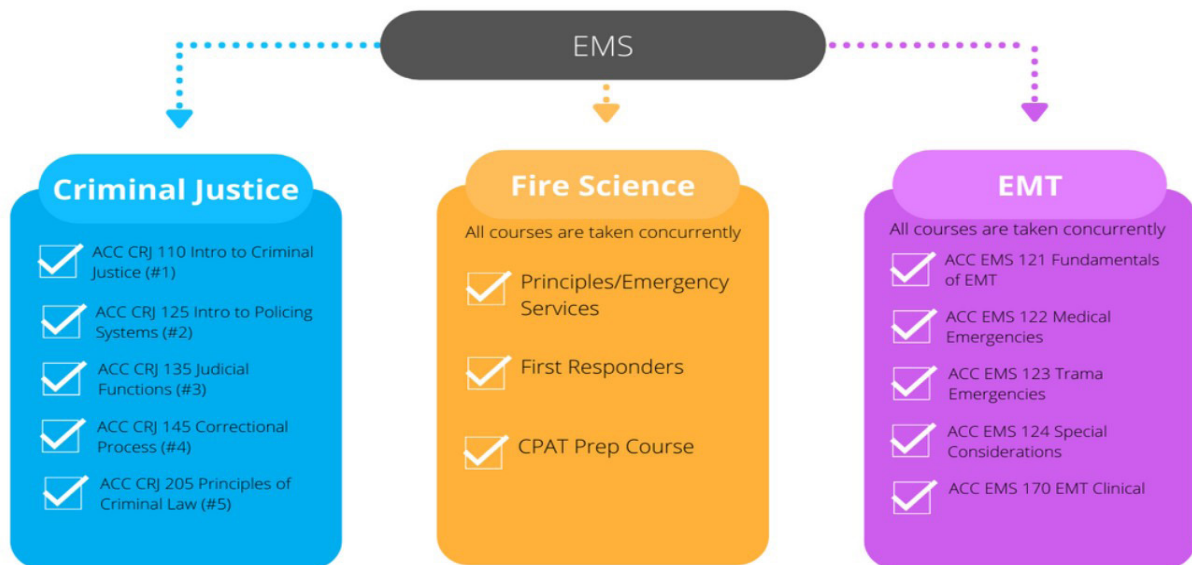 EMS
Criminal Justice
ACC CRJ 110 Intro to Criminal
Justice (#1)
ACC CRJ 125 Intro to Policing
Systems (#2)
ACC CRJ 135 Judicial
Functions (#3)
ACC CRJ 145 Correctional
Process (#4)
ACC CRJ 205 Principles of
Criminal Law (#5)
Fire Science
All courses are taken concurrently
Principles/Emergency
Services
First Responders
CPAT Prep Course
EMT
All courses are taken concurrently
ACC EMS 121 Fundamentals
of EMT
ACC EMS 122 Medical
Emergencies
ACC EMS 123 Trama
Emergencies
ACC EMS 124 Special
Considerations
ACC EMS 170 EMT Clinical